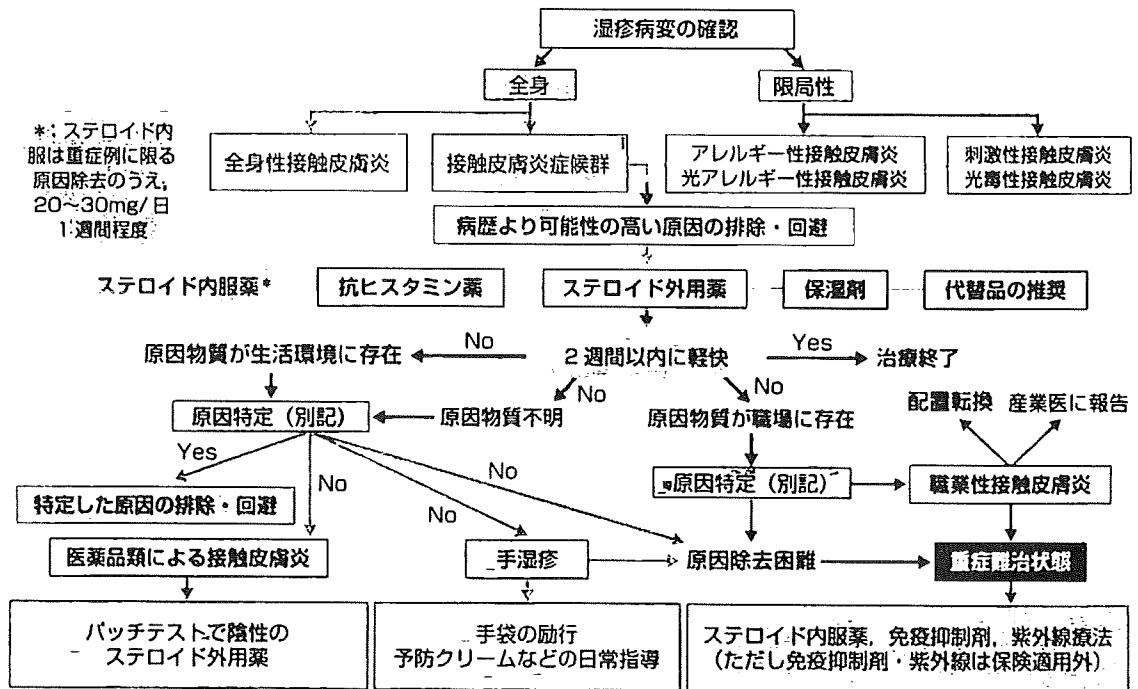 湿疹病変の確認
全身
限局性
*：ステロイド内
服は重症例に限る
原因除去のうえ，
20〜30mg/日
1週間程度
全身性接触皮膚炎
接触皮膚炎症候群
アレルギー性接触皮膚炎
光アレルギー性接触皮膚炎
刺激性接触皮膚炎
光毒性接触皮膚炎
病歴より可能性の高い原因の排除・回避
ステロイド内服薬*
抗ヒスタミン薬
ステロイド外用薬
保湿剤
代替品の推奨
原因物質が生活環境に存在
No
2週間以内に軽快
Yes
治療終了
No
No
原因特定（別記）
原因物質不明
原因物質が職場に存在
配置転換
産業医に報告
Yes
No
No
No
特定した原因の排除・回避
原因特定（別記）
職業性接触皮膚炎
医薬品類による接触皮膚炎
手湿疹
原因除去困難
重症難治状態
パッチテストで陰性の
ステロイド外用薬
手袋の励行
予防クリームなどの日常指導
ステロイド内服薬，免疫抑制剤，紫外線療法
（ただし免疫抑制剤・紫外線は保険適用外）